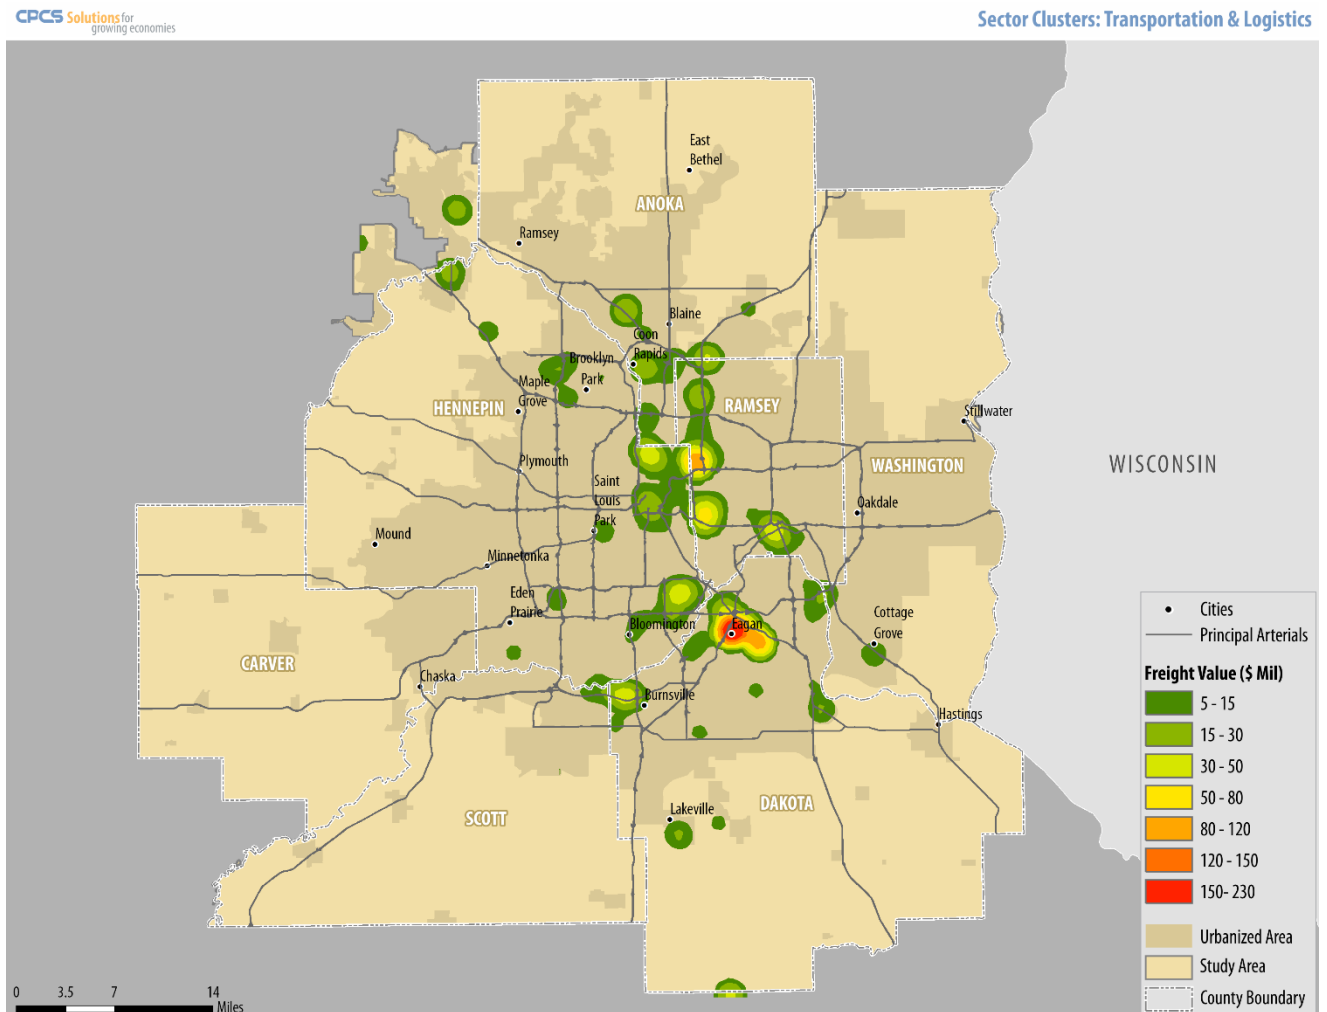 CPCS Solutions for
growing economies
Sector Clusters: Transportation & Logistics
East
Bethel
ANOKA
Ramsey
Blaine
Coon
Rapids
Brooklyn
Park
Maple
Grove
HENNEPIN
RAMSEY
Stillwater
WASHINGTON
WISCONSIN
Plymouth
Saint
Louis
Park
Oakdale
Mound
Minnetonka
Eden
Prairie
Bloomington
Eagan
Cottage
Grove
CARVER
Chaska
Burnsville
Hastings
Lakeville
DAKOTA
SCOTT
Cities
Principal Arterials
Freight Value ($ Mil)
5 - 15
15 - 30
30 - 50
50 - 80
80 - 120
120 - 150
150- 230
Urbanized Area
Study Area
County Boundary
0 3.5 7 14
Miles